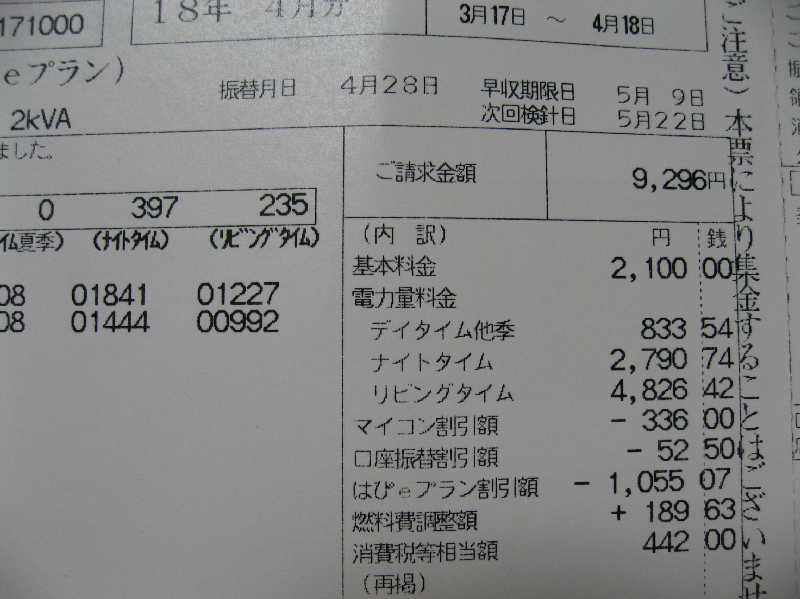 171000
18年 4月分
3月17日 ～ 4月18日
eプラン)
振替月日 4月28日
早収期限日 5月 9日
2kVA
次回検針日 5月22日
ました。
ご請求金額 9,296円
0 397 235
イム夏季) (ナイトタイム) (リビングタイム)
(内 訳) 円 銭
基本料金 2,100 00
08 01841 01227
電力量料金
08 01444 00992
デイタイム他季 833 54
ナイトタイム 2,790 74
リビングタイム 4,826 42
マイコン割引額 - 336 00
口座振替割引額 - 52 50
はぴeプラン割引額 - 1,055 07
燃料費調整額 + 189 63
消費税等相当額 442 00
(再掲)
ご注意) 本票により集金することはございませ